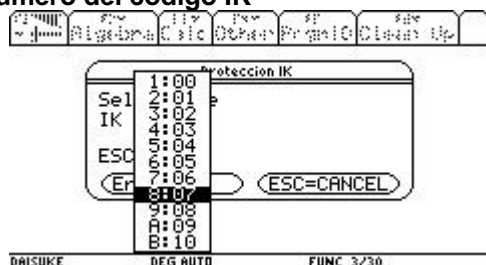 número del código IK
Algebra Calc Other PrgmIO Clean Up
Proteccion IK
Sel e
IK
ESC
(En (ESC=CANCEL)
1:00
2:01
3:02
4:03
5:04
6:05
7:06
8:07
9:08
A:09
B:10
DAISUKE DEG AUTO FUNC 3/30